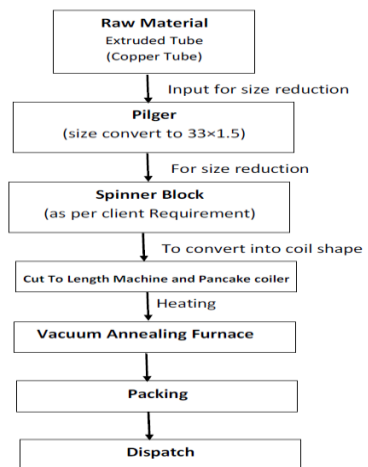 Raw Material
Extruded Tube
(Copper Tube)
Input for size reduction
Pilger
(size convert to 33×1.5)
For size reduction
Spinner Block
(as per client Requirement)
To convert into coil shape
Cut To Length Machine and Pancake coiler
Heating
Vacuum Annealing Furnace
Packing
Dispatch